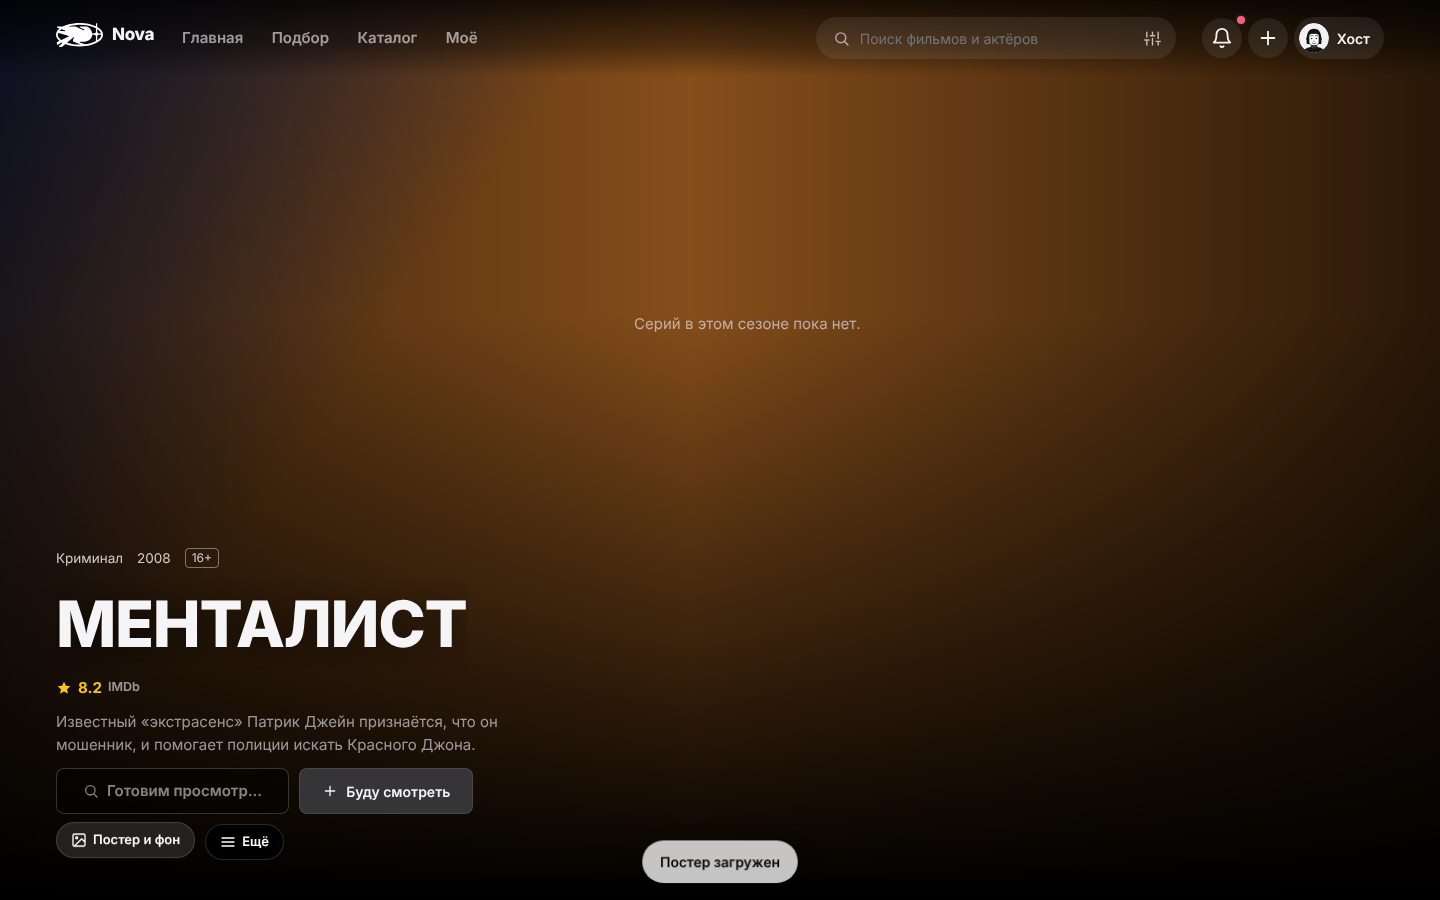 Nova
Главная
Подбор
Каталог
Моё
Поиск фильмов и актёров
Хост
Серий в этом сезоне пока нет.
Криминал 2008 16+
МЕНТАЛИСТ
8.2 IMDb
Известный «экстрасенс» Патрик Джейн признаётся, что он
мошенник, и помогает полиции искать Красного Джона.
Готовим просмотр...
Буду смотреть
Постер и фон
Ещё
Постер загружен